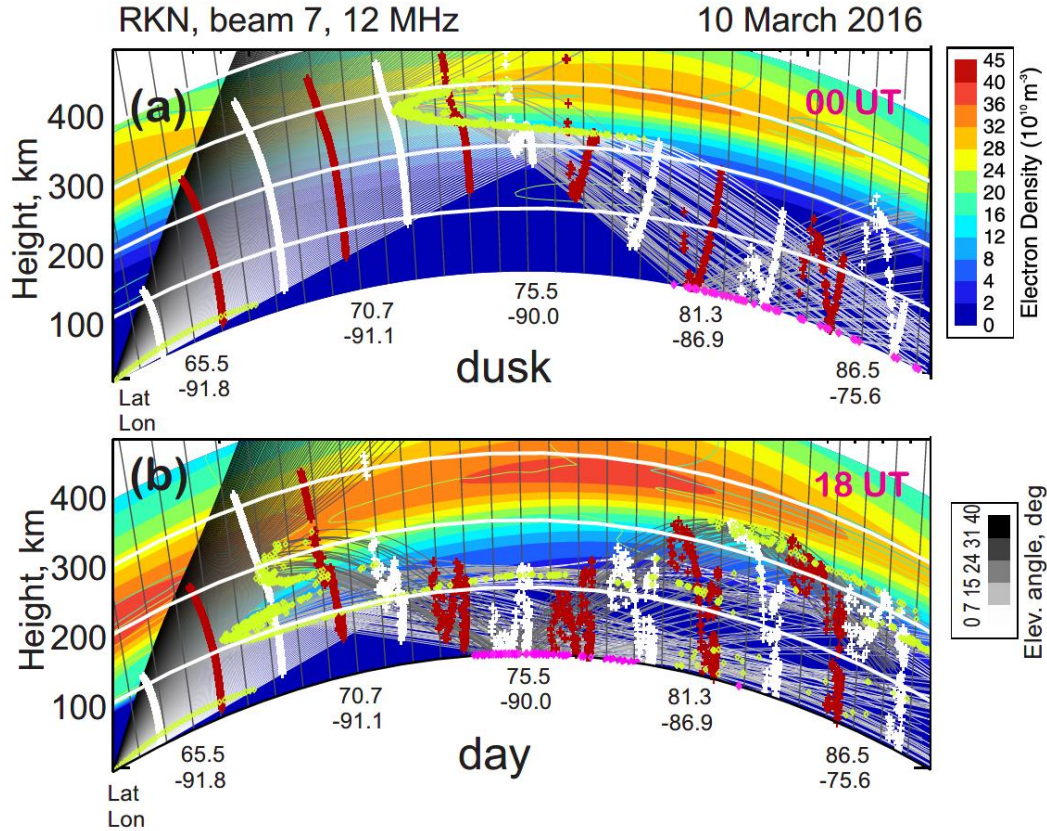 RKN, beam 7, 12 MHz
10 March 2016
(a)
00 UT
Height, km
400
300
200
100
65.5
-91.8
70.7
-91.1
75.5
-90.0
81.3
-86.9
86.5
-75.6
Lat
Lon
dusk
45
36
32
28
24
20
16
12
8
4
2
0
Electron Density (10¹⁰m⁻³)
(b)
18 UT
Height, km
400
300
200
100
65.5
-91.8
70.7
-91.1
75.5
-90.0
81.3
-86.9
86.5
-75.6
Lat
Lon
day
0 7 15 24 31 40
Elev. angle, deg